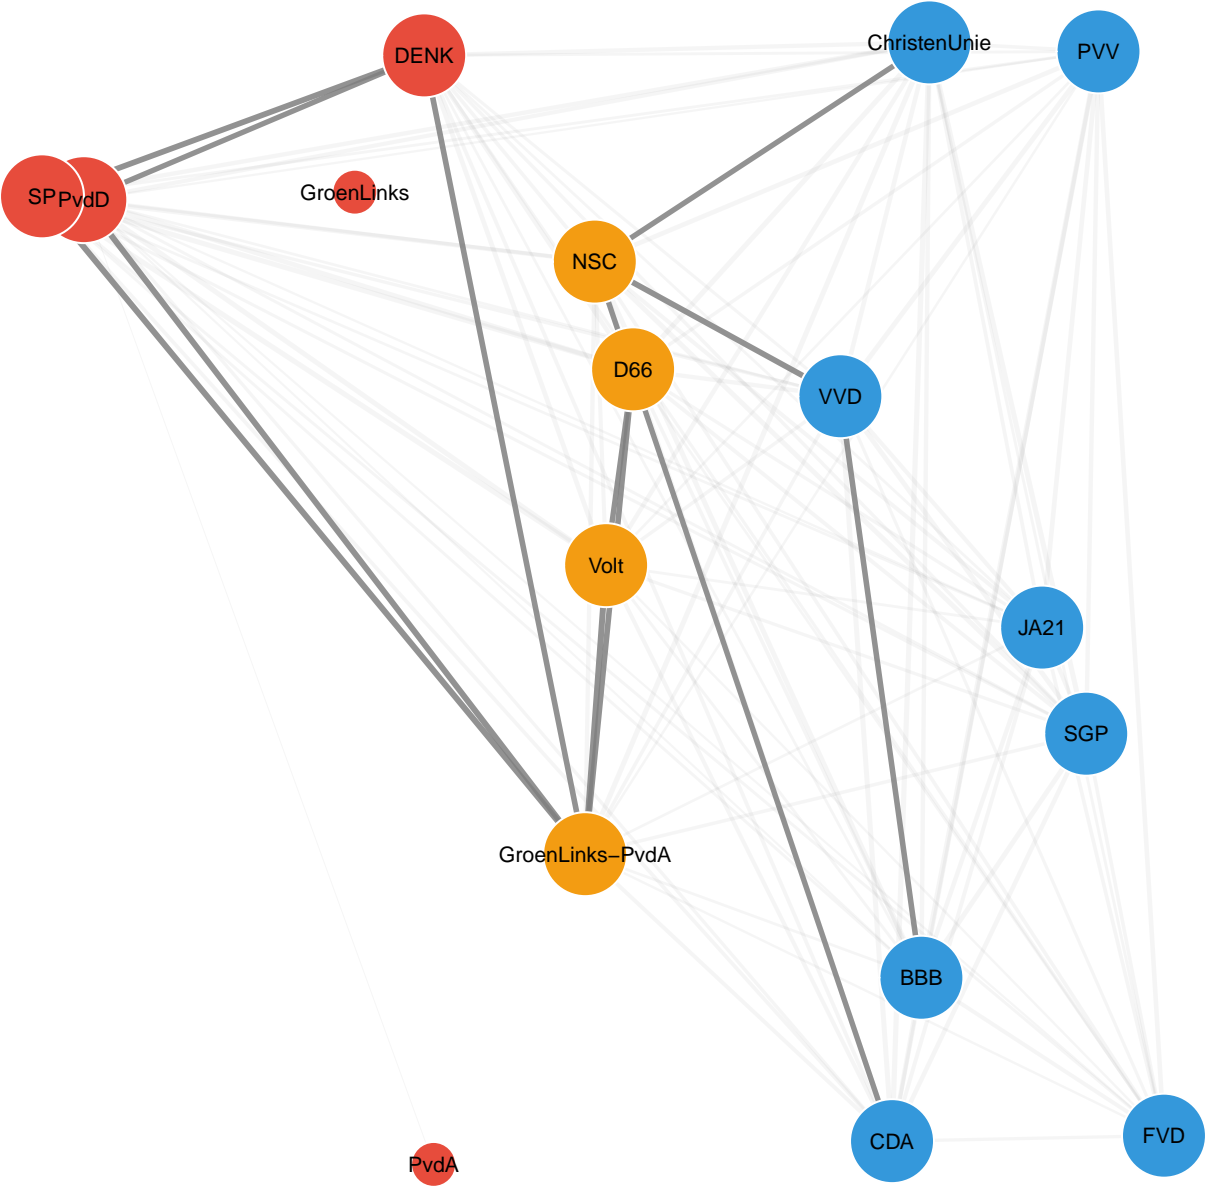 ChristenUnie
PVV
DENK
GroenLinks
SP
PvdD
NSC
D66
VVD
Volt
JA21
SGP
GroenLinks−PvdA
BBB
FVD
CDA
PvdA